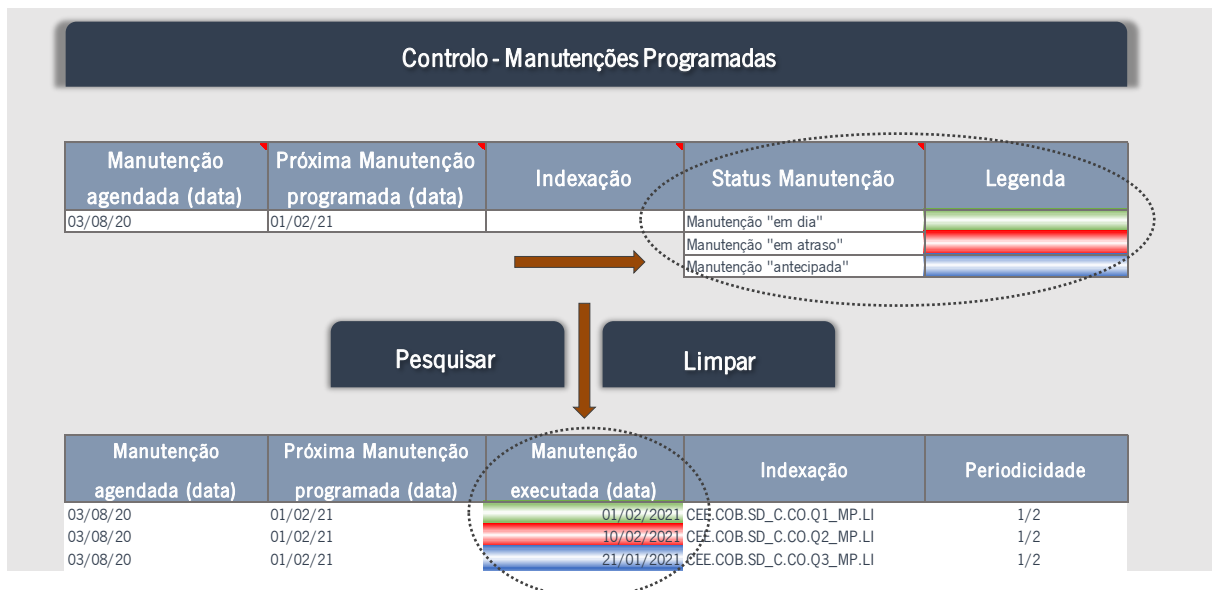 Controlo - Manutenções Programadas
Manutenção agendada (data)
Próxima Manutenção programada (data)
Indexação
Status Manutenção
Legenda
03/08/20
01/02/21
Manutenção "em dia"
Manutenção "em atraso"
Manutenção "antecipada"
Pesquisar
Limpar
Manutenção agendada (data)
Próxima Manutenção programada (data)
Manutenção executada (data)
Indexação
Periodicidade
03/08/20 01/02/21 01/02/2021 CEE.COB.SD_C.CO.Q1_MP.LI 1/2
03/08/20 01/02/21 10/02/2021 CEE.COB.SD_C.CO.Q2_MP.LI 1/2
03/08/20 01/02/21 21/01/2021 CEE.COB.SD_C.CO.Q3_MP.LI 1/2